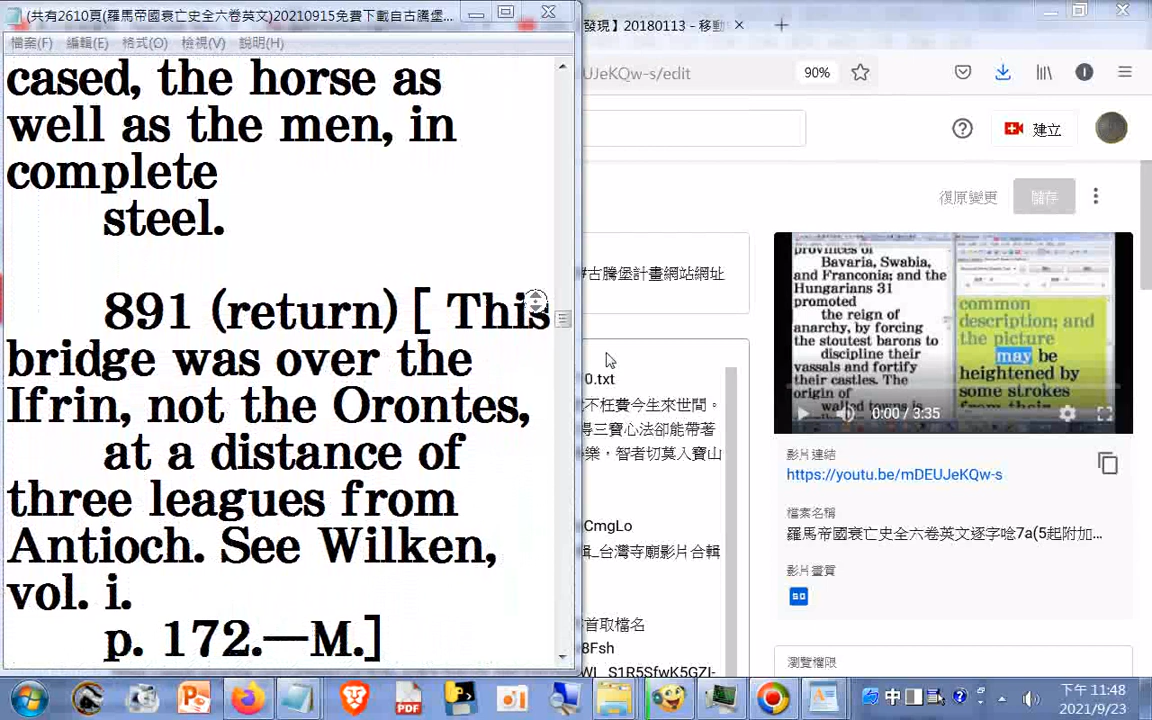 (共有2610頁(羅馬帝國衰亡史全六卷英文)20210915免費下載自古騰堡...
檔案(F) 編輯(E) 格式(O) 檢視(V) 說明(H)
cased, the horse as
well as the men, in
complete
steel.
891 (return) [ This
bridge was over the
Ifrin, not the Orontes,
at a distance of
three leagues from
Antioch. See Wilken,
vol. i.
p. 172.—M.]
發現】20180113 - 移動
UJeKQw-s/edit
90%
建立
復原變更
儲存
#古騰堡計畫網站網址
0.txt
不枉費今生來世間。
得三寶心法卻能帶著
樂，智者切莫入寶山
CmgLo
輯_台灣寺廟影片合輯
首取檔名
8Fsh
WI_S1R5SfwK5GZI-
provinces of
Bavaria, Swabia,
and Franconia; and the
Hungarians 31
promoted
the reign of
anarchy, by forcing
the stoutest barons to
discipline their
vassals and fortify
their castles. The
origin of
walled towns is
common
description; and
the picture
may be
heightened by
some strokes
0:00 / 3:35
影片連結
https://youtu.be/mDEUJeKQw-s
檔案名稱
羅馬帝國衰亡史全六卷英文逐字唸7a(5起附加...
影片畫質
SD
瀏覽權限
PDF
中
下午 11:48
2021/9/23